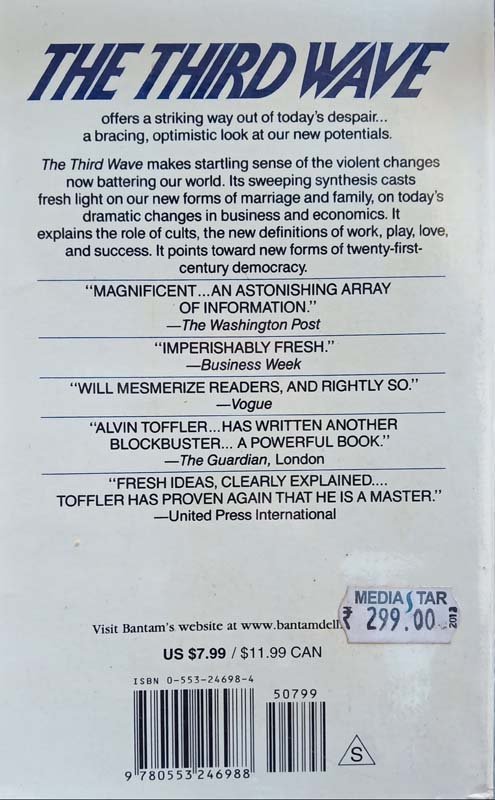 THE THIRD WAVE
offers a striking way out of today's despair...
a bracing, optimistic look at our new potentials.
The Third Wave makes startling sense of the violent changes
now battering our world. Its sweeping synthesis casts
fresh light on our new forms of marriage and family, on today's
dramatic changes in business and economics. It
explains the role of cults, the new definitions of work, play, love,
and success. It points toward new forms of twenty-first-
century democracy.
"MAGNIFICENT...AN ASTONISHING ARRAY
OF INFORMATION."
—The Washington Post
"IMPERISHABLY FRESH."
—Business Week
"WILL MESMERIZE READERS, AND RIGHTLY SO."
—Vogue
"ALVIN TOFFLER...HAS WRITTEN ANOTHER
BLOCKBUSTER... A POWERFUL BOOK."
—The Guardian, London
"FRESH IDEAS, CLEARLY EXPLAINED....
TOFFLER HAS PROVEN AGAIN THAT HE IS A MASTER."
—United Press International
MEDIA STAR
₹ 299.00
Visit Bantam's website at www.bantamdell.
US $7.99 / $11.99 CAN
ISBN 0-553-24698-4
50799
9 780553 246988
S